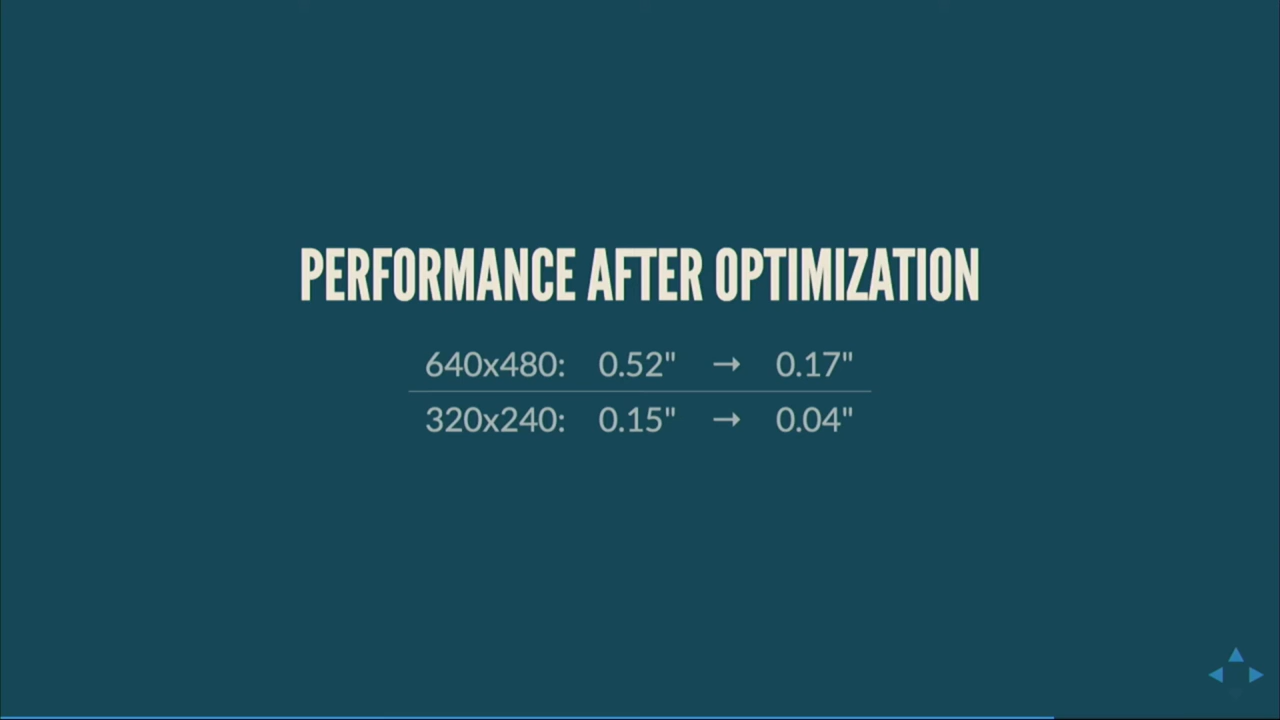 PERFORMANCE AFTER OPTIMIZATION
640x480: 0.52" → 0.17"
320x240: 0.15" → 0.04"